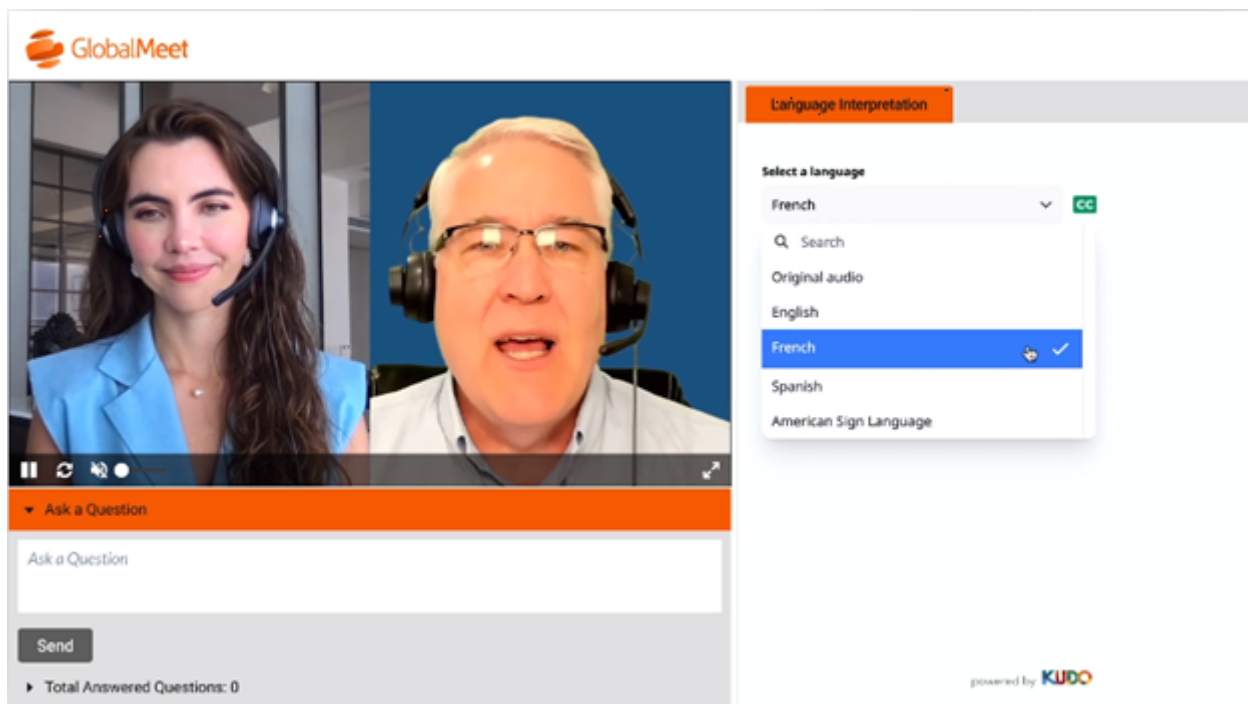 GlobalMeet
Language Interpretation
Select a language
French
CC
Search
Original audio
English
French
Spanish
American Sign Language
Ask a Question
Ask a Question
Send
Total Answered Questions: 0
powered by KUDO